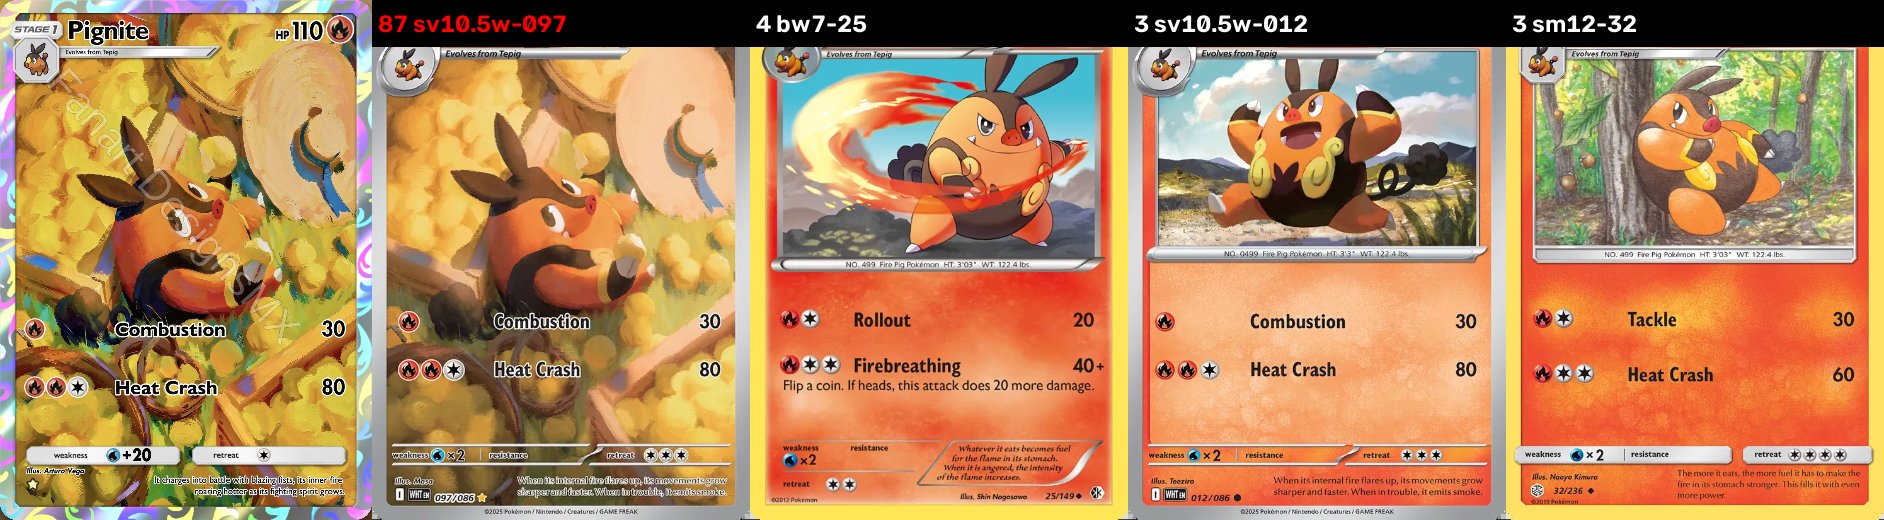 STAGE 1 Pignite HP 110
Evolves from Tepig
Fanart DesignsMX
Combustion 30
Heat Crash 80
weakness +20 retreat
Illus. Arturo Vega
It charges into battle with blazing fists, its inner fire
roaring hotter as its fighting spirit grows.
87 sv10.5w-097
Evolves from Tepig
Combustion 30
Heat Crash 80
weakness ×2 resistance retreat
Illus. Mosa
When its internal fire flares up, its movements grow
sharper and faster. When in trouble, it emits smoke.
I WHT EN 097/086
©2025 Pokémon / Nintendo / Creatures / GAME FREAK
4 bw7-25
Evolves from Tepig
NO. 499 Fire Pig Pokémon HT: 3'03" WT: 122.4 lbs.
Rollout 20
Firebreathing 40+
Flip a coin. If heads, this attack does 20 more damage.
weakness resistance
×2
retreat
Whatever it eats becomes fuel
for the flame in its stomach.
When it is angered, the intensity
of the flame increases.
©2012 Pokémon
Illus. Shin Nagasawa 25/149
3 sv10.5w-012
Evolves from Tepig
NO. 0499 Fire Pig Pokémon HT: 3'3" WT: 122.4 lbs.
Combustion 30
Heat Crash 80
weakness ×2 resistance retreat
Illus. Teeziro
When its internal fire flares up, its movements grow
sharper and faster. When in trouble, it emits smoke.
I WHT EN 012/086
©2025 Pokémon / Nintendo / Creatures / GAME FREAK
3 sm12-32
Evolves from Tepig
NO. 499 Fire Pig Pokémon HT: 3'03" WT: 122.4 lbs.
Tackle 30
Heat Crash 60
weakness ×2 resistance retreat
Illus. Naoyo Kimura
32/236
©2019 Pokémon
The more it eats, the more fuel it has to make the
fire in its stomach stronger. This fills it with even
more power.